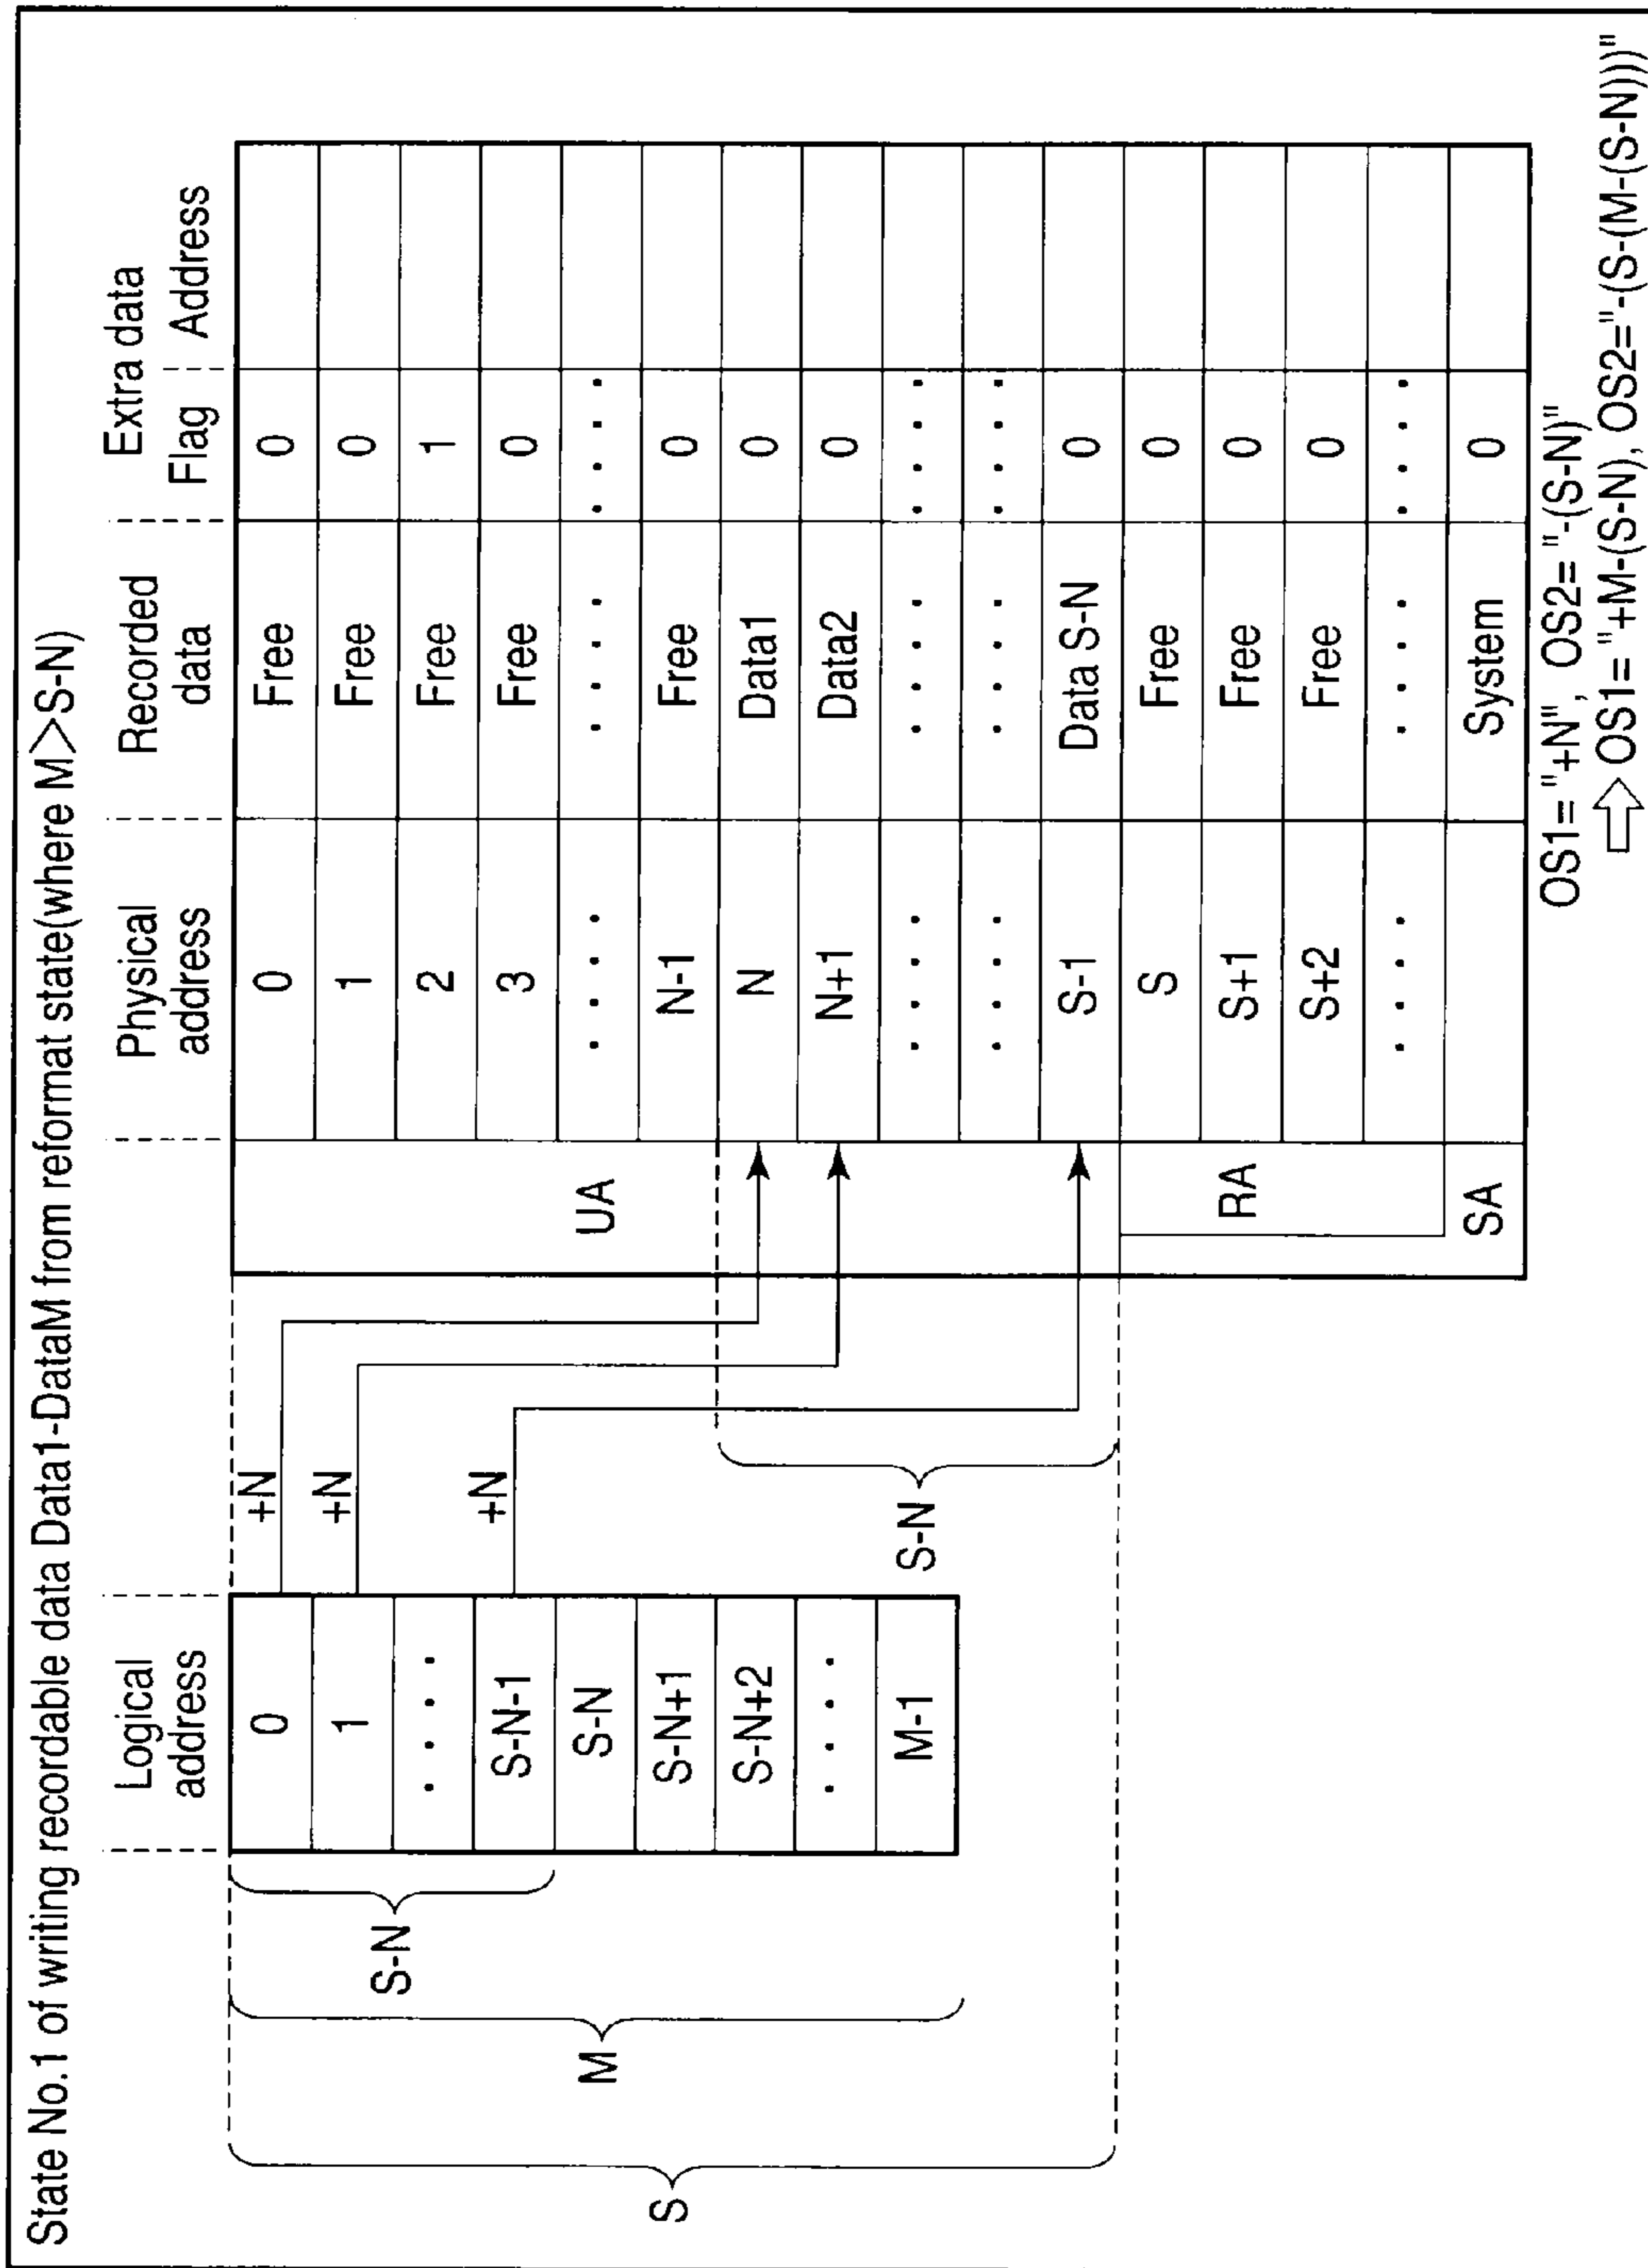 State No.1 of writing recordable data Data1-DataM from reformat state(where M>S-N)
Logical address
0
1
....
S-N-1
S-N
S-N+1
S-N+2
....
M-1
S-N
M
S
+N
+N
+N
S-N
Physical address Recorded data Extra data
Flag Address
UA
0 Free 0
1 Free 0
2 Free 1
3 Free 0
.... .... ....
N-1 Free 0
N Data1 0
N+1 Data2 0
.... .... ....
.... .... ....
S-1 Data S-N 0
RA
S Free 0
S+1 Free 0
S+2 Free 0
.... .... ....
SA System 0
OS1="+N", OS2="-(S-N)"
⇨OS1="+M-(S-N), OS2="-(S-(M-(S-N)))"